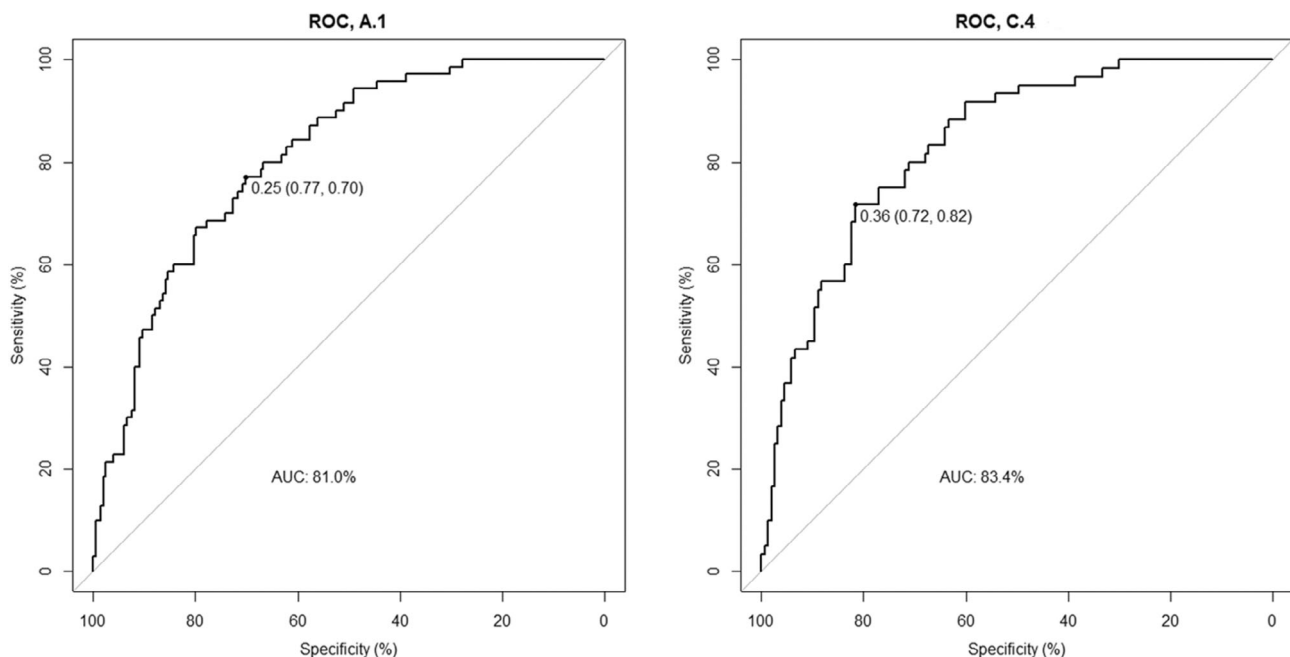 ROC, A.1
100
80
60
40
20
0
Sensitivity (%)
0.25 (0.77, 0.70)
AUC: 81.0%
100
80
60
40
20
0
Specificity (%)
ROC, C.4
100
80
60
40
20
0
Sensitivity (%)
0.36 (0.72, 0.82)
AUC: 83.4%
100
80
60
40
20
0
Specificity (%)